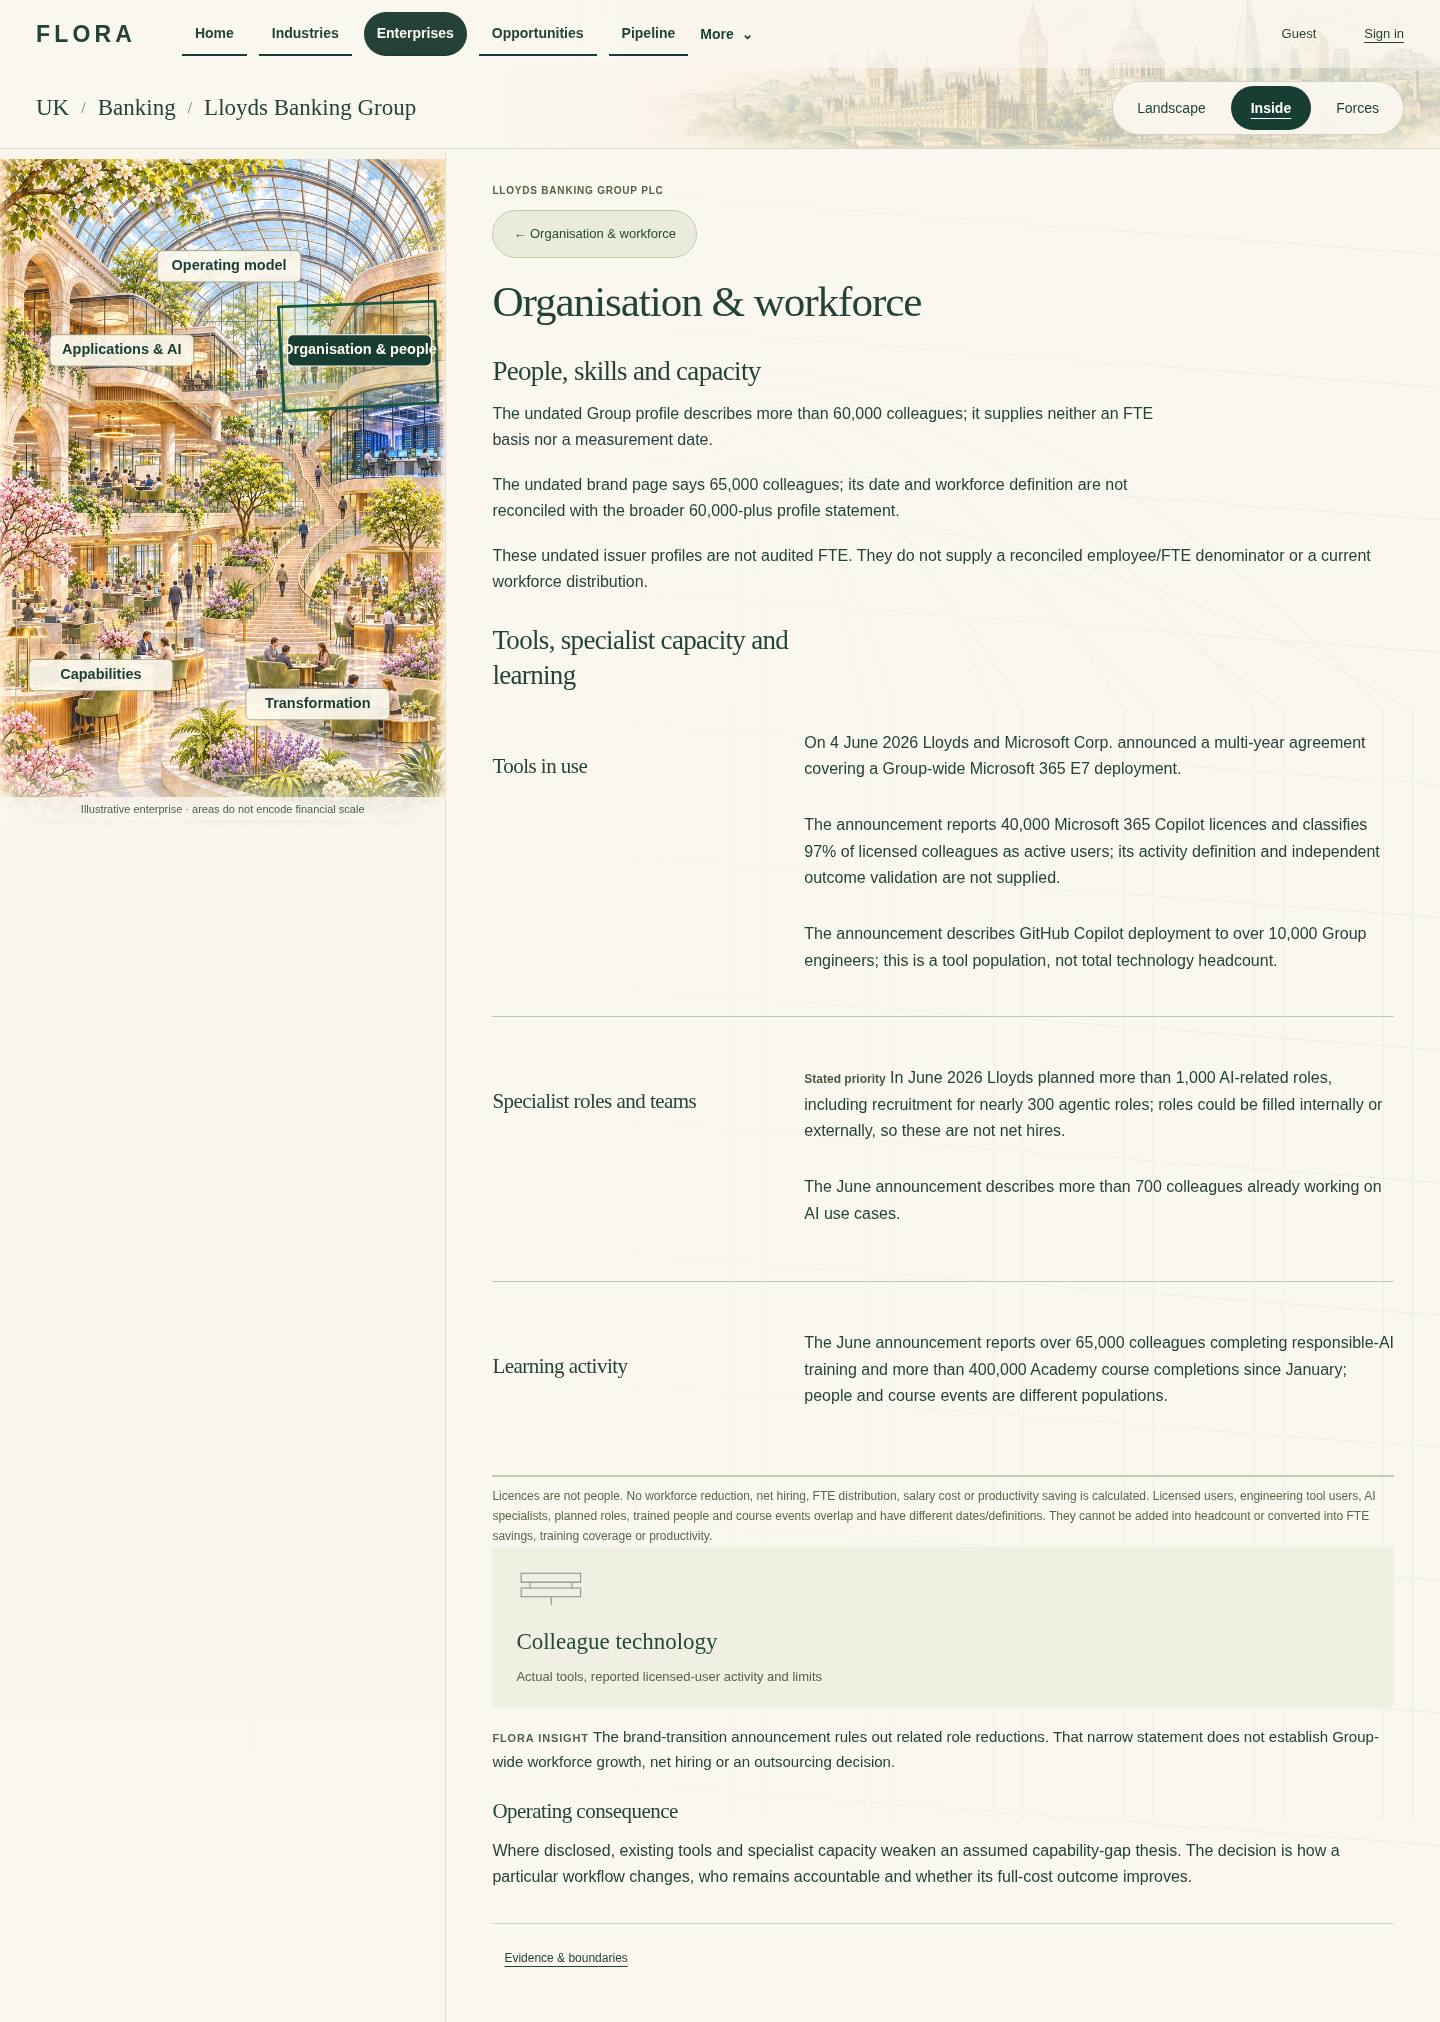 FLORA
Home
Industries
Enterprises
Opportunities
Pipeline
More
Guest
Sign in
UK / Banking / Lloyds Banking Group
Landscape
Inside
Forces
Operating model
Applications & AI
Organisation & people
Capabilities
Transformation
Illustrative enterprise · areas do not encode financial scale
LLOYDS BANKING GROUP PLC
← Organisation & workforce
Organisation & workforce
People, skills and capacity
The undated Group profile describes more than 60,000 colleagues; it supplies neither an FTE
basis nor a measurement date.
The undated brand page says 65,000 colleagues; its date and workforce definition are not
reconciled with the broader 60,000-plus profile statement.
These undated issuer profiles are not audited FTE. They do not supply a reconciled employee/FTE denominator or a current
workforce distribution.
Tools, specialist capacity and
learning
Tools in use
On 4 June 2026 Lloyds and Microsoft Corp. announced a multi-year agreement
covering a Group-wide Microsoft 365 E7 deployment.
The announcement reports 40,000 Microsoft 365 Copilot licences and classifies
97% of licensed colleagues as active users; its activity definition and independent
outcome validation are not supplied.
The announcement describes GitHub Copilot deployment to over 10,000 Group
engineers; this is a tool population, not total technology headcount.
Specialist roles and teams
Stated priority In June 2026 Lloyds planned more than 1,000 AI-related roles,
including recruitment for nearly 300 agentic roles; roles could be filled internally or
externally, so these are not net hires.
The June announcement describes more than 700 colleagues already working on
AI use cases.
Learning activity
The June announcement reports over 65,000 colleagues completing responsible-AI
training and more than 400,000 Academy course completions since January;
people and course events are different populations.
Licences are not people. No workforce reduction, net hiring, FTE distribution, salary cost or productivity saving is calculated. Licensed users, engineering tool users, AI
specialists, planned roles, trained people and course events overlap and have different dates/definitions. They cannot be added into headcount or converted into FTE
savings, training coverage or productivity.
Colleague technology
Actual tools, reported licensed-user activity and limits
FLORA INSIGHT The brand-transition announcement rules out related role reductions. That narrow statement does not establish Group-
wide workforce growth, net hiring or an outsourcing decision.
Operating consequence
Where disclosed, existing tools and specialist capacity weaken an assumed capability-gap thesis. The decision is how a
particular workflow changes, who remains accountable and whether its full-cost outcome improves.
Evidence & boundaries